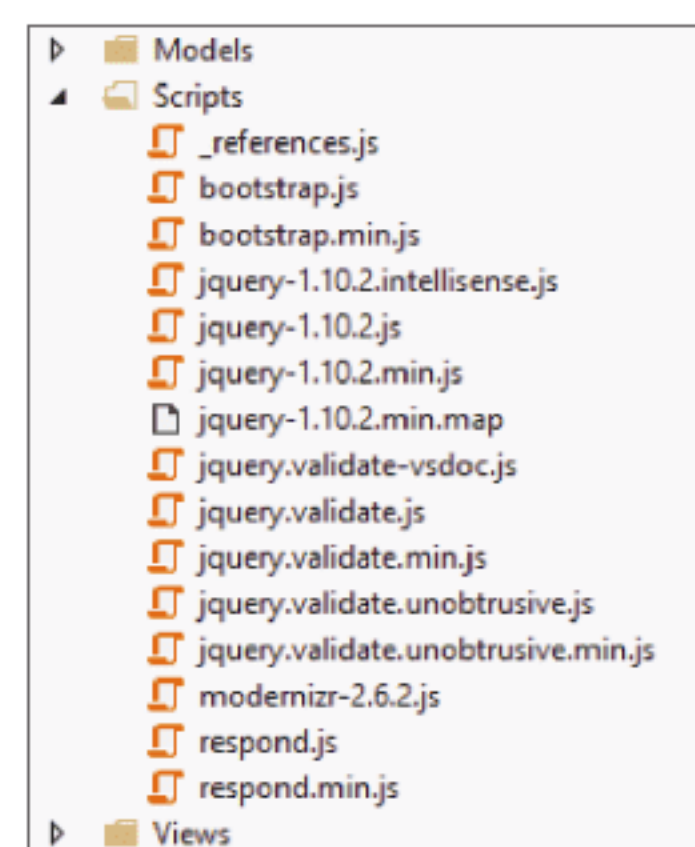 Models
Scripts
_references.js
bootstrap.js
bootstrap.min.js
jquery-1.10.2.intellisense.js
jquery-1.10.2.js
jquery-1.10.2.min.js
jquery-1.10.2.min.map
jquery.validate-vsdoc.js
jquery.validate.js
jquery.validate.min.js
jquery.validate.unobtrusive.js
jquery.validate.unobtrusive.min.js
modernizr-2.6.2.js
respond.js
respond.min.js
Views